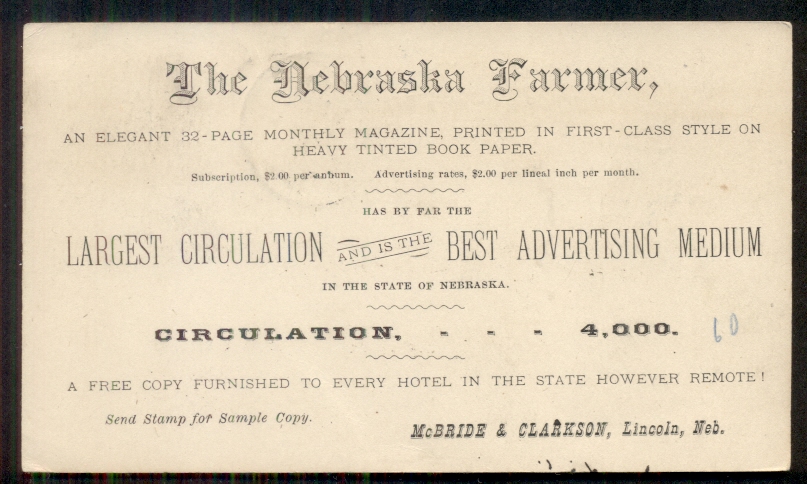 The Nebraska Farmer,
AN ELEGANT 32-PAGE MONTHLY MAGAZINE, PRINTED IN FIRST-CLASS STYLE ON
HEAVY TINTED BOOK PAPER.
Subscription, $2.00 per annum. Advertising rates, $2.00 per lineal inch per month.
HAS BY FAR THE
LARGEST CIRCULATION AND IS THE BEST ADVERTISING MEDIUM
IN THE STATE OF NEBRASKA.
CIRCULATION, - - - 4,000. 60
A FREE COPY FURNISHED TO EVERY HOTEL IN THE STATE HOWEVER REMOTE!
Send Stamp for Sample Copy.
McBRIDE & CLARKSON, Lincoln, Neb.